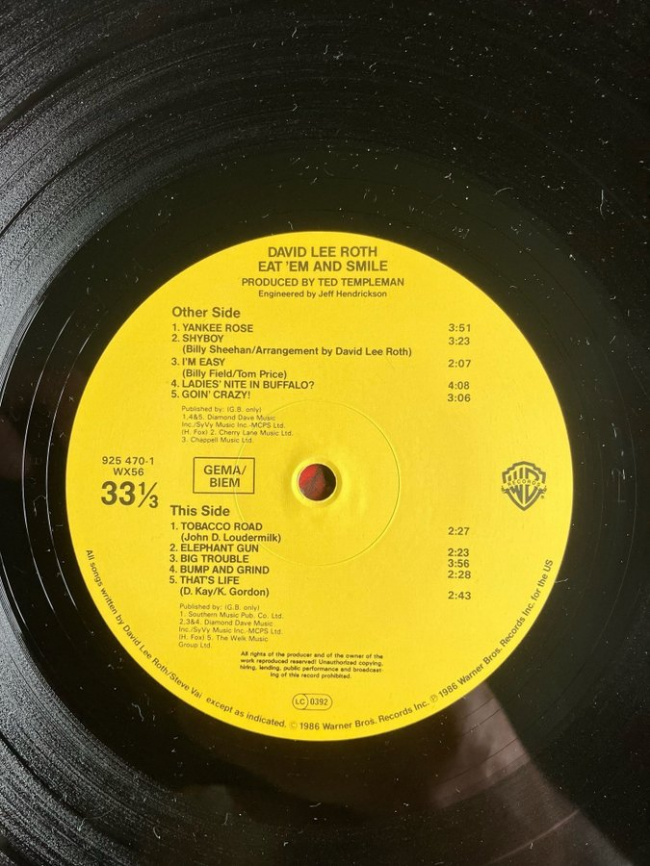 DAVID LEE ROTH
EAT 'EM AND SMILE
PRODUCED BY TED TEMPLEMAN
Engineered by Jeff Hendrickson
Other Side
1. YANKEE ROSE 3:51
2. SHYBOY 3:23
(Billy Sheehan/Arrangement by David Lee Roth)
3. I'M EASY 2:07
(Billy Field/Tom Price)
4. LADIES' NITE IN BUFFALO? 4:08
5. GOIN' CRAZY! 3:06
Published by: (G.B. only)
1,4&5. Diamond Dave Music
Inc./SyVy Music Inc.-MCPS Ltd.
(H. Fox) 2. Cherry Lane Music Ltd.
3. Chappell Music Ltd.
925 470-1
WX56
33⅓
GEMA/
BIEM
WB
RECORDS
This Side
1. TOBACCO ROAD 2:27
(John D. Loudermilk)
2. ELEPHANT GUN 2:23
3. BIG TROUBLE 3:56
4. BUMP AND GRIND 2:28
5. THAT'S LIFE
(D. Kay/K. Gordon) 2:43
Published by: (G.B. only)
1. Southern Music Pub. Co. Ltd.
2,3&4. Diamond Dave Music
Inc./SyVy Music Inc.-MCPS Ltd.
(H. Fox) 5. The Welk Music
Group Ltd.
All rights of the producer and of the owner of the
work reproduced reserved! Unauthorized copying,
hiring, lending, public performance and broadcast-
ing of this record prohibited.
LC 0392
All songs written by David Lee Roth/Steve Vai except as indicated. © 1986 Warner Bros. Records Inc. ℗ 1986 Warner Bros. Records Inc. for the US